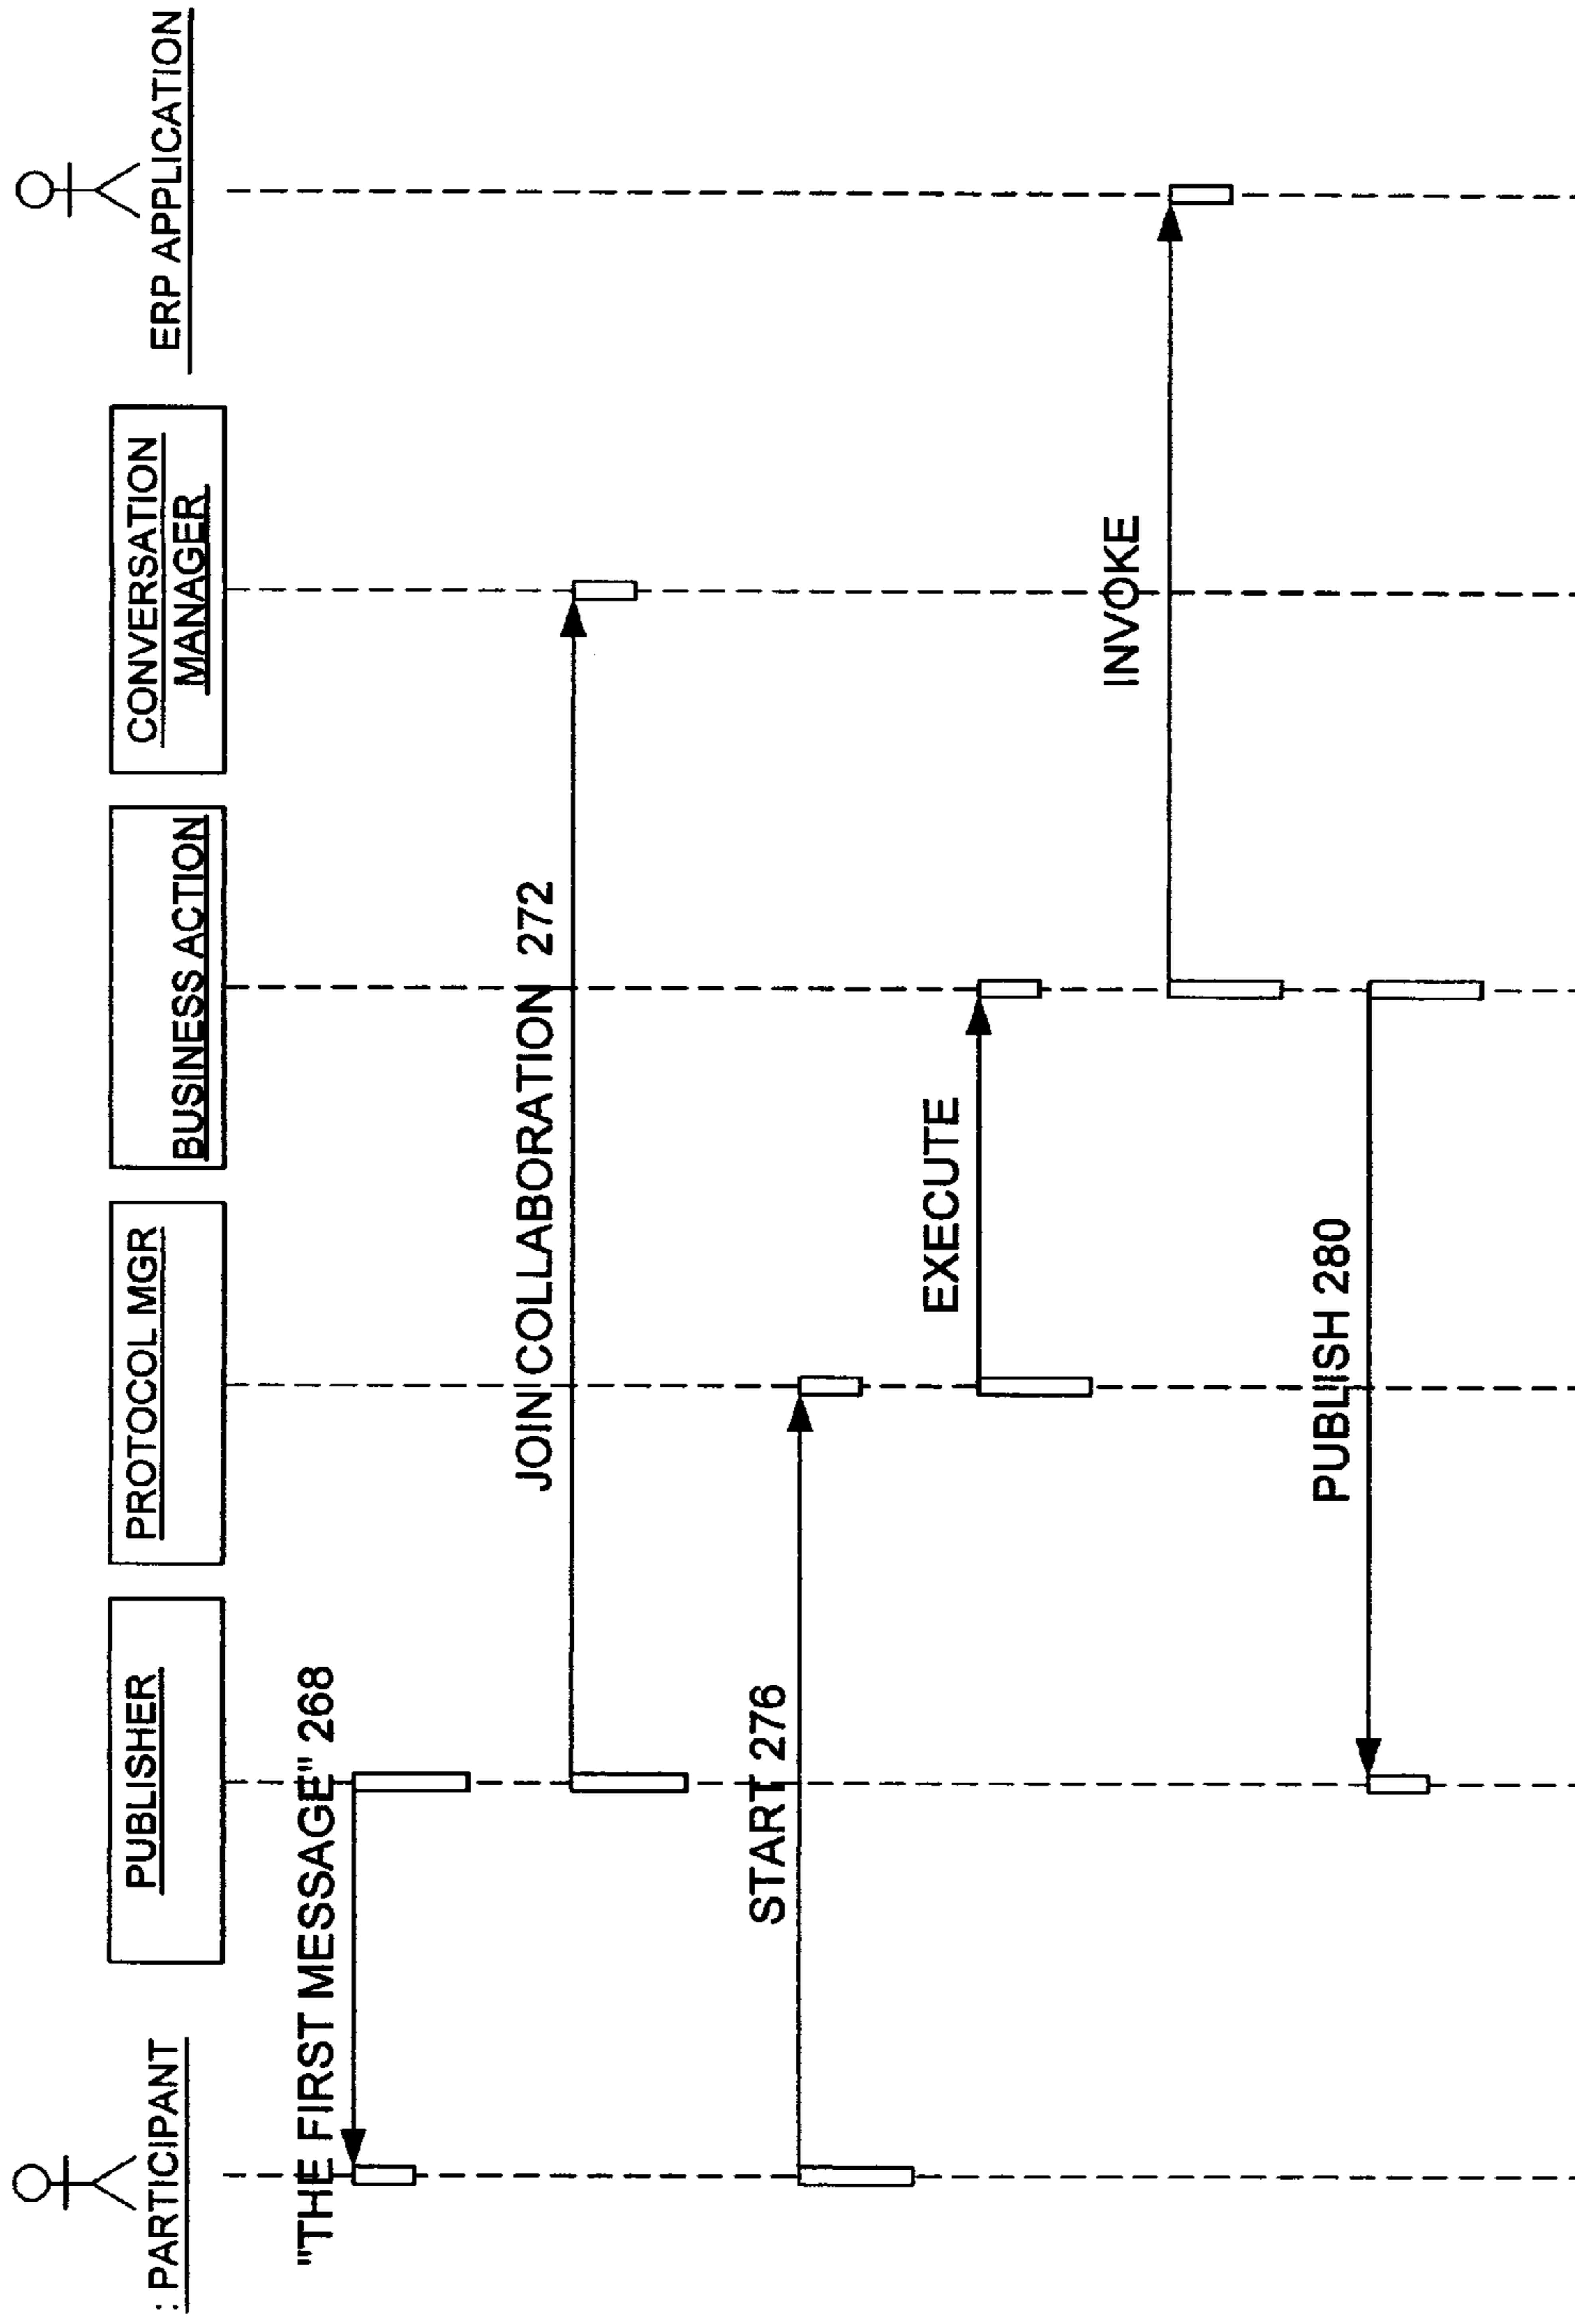 : PARTICIPANT
PUBLISHER
PROTOCOL MGR
BUSINESS ACTION
CONVERSATION
MANAGER
ERP APPLICATION
"THE FIRST MESSAGE" 268
JOIN COLLABORATION 272
START 276
EXECUTE
INVOKE
PUBLISH 280